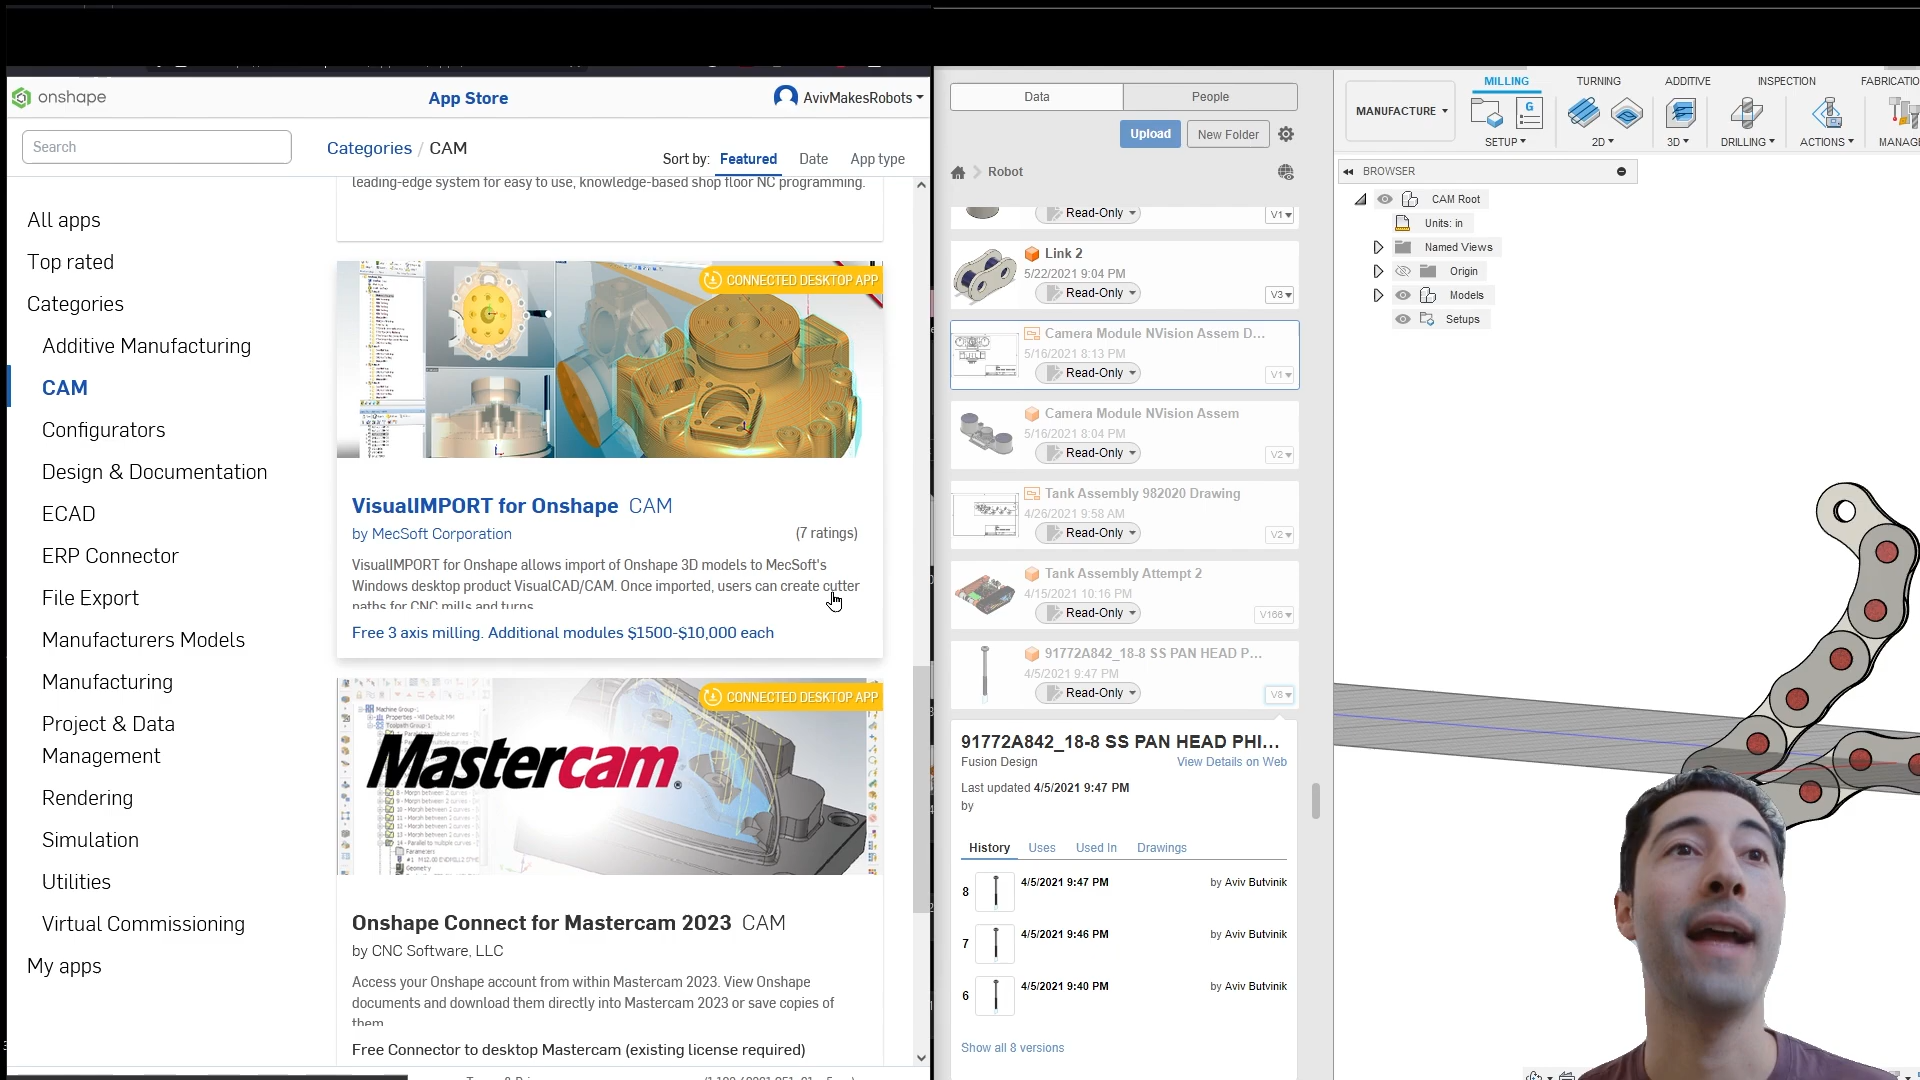 onshape
App Store
AvivMakesRobots
Search
Categories / CAM
Sort by: Featured Date App type
All apps
Top rated
Categories
Additive Manufacturing
CAM
Configurators
Design & Documentation
ECAD
ERP Connector
File Export
Manufacturers Models
Manufacturing
Project & Data
Management
Rendering
Simulation
Utilities
Virtual Commissioning
My apps
leading-edge system for easy to use, knowledge-based shop floor NC programming.
CONNECTED DESKTOP APP
VisualIMPORT for Onshape CAM
by MecSoft Corporation
(7 ratings)
VisualIMPORT for Onshape allows import of Onshape 3D models to MecSoft's
Windows desktop product VisualCAD/CAM. Once imported, users can create cutter
paths for CNC mills and turns
Free 3 axis milling. Additional modules $1500-$10,000 each
CONNECTED DESKTOP APP
Mastercam
Onshape Connect for Mastercam 2023 CAM
by CNC Software, LLC
Access your Onshape account from within Mastercam 2023. View Onshape
documents and download them directly into Mastercam 2023 or save copies of
them
Free Connector to desktop Mastercam (existing license required)
Data
People
Upload
New Folder
Robot
Read-Only
V1
Link 2
5/22/2021 9:04 PM
Read-Only
V3
Camera Module NVision Assem D...
5/16/2021 8:13 PM
Read-Only
V1
Camera Module NVision Assem
5/16/2021 8:04 PM
Read-Only
V2
Tank Assembly 982020 Drawing
4/26/2021 9:58 AM
Read-Only
V2
Tank Assembly Attempt 2
4/15/2021 10:16 PM
Read-Only
V166
91772A842_18-8 SS PAN HEAD P...
4/5/2021 9:47 PM
Read-Only
V8
91772A842_18-8 SS PAN HEAD PHI...
Fusion Design
View Details on Web
Last updated 4/5/2021 9:47 PM
by
History Uses Used In Drawings
8 4/5/2021 9:47 PM by Aviv Butvinik
7 4/5/2021 9:46 PM by Aviv Butvinik
6 4/5/2021 9:40 PM by Aviv Butvinik
Show all 8 versions
MILLING TURNING ADDITIVE INSPECTION FABRICATIO
MANUFACTURE
G
SETUP 2D 3D DRILLING ACTIONS MANAG
BROWSER
CAM Root
Units: in
Named Views
Origin
Models
Setups